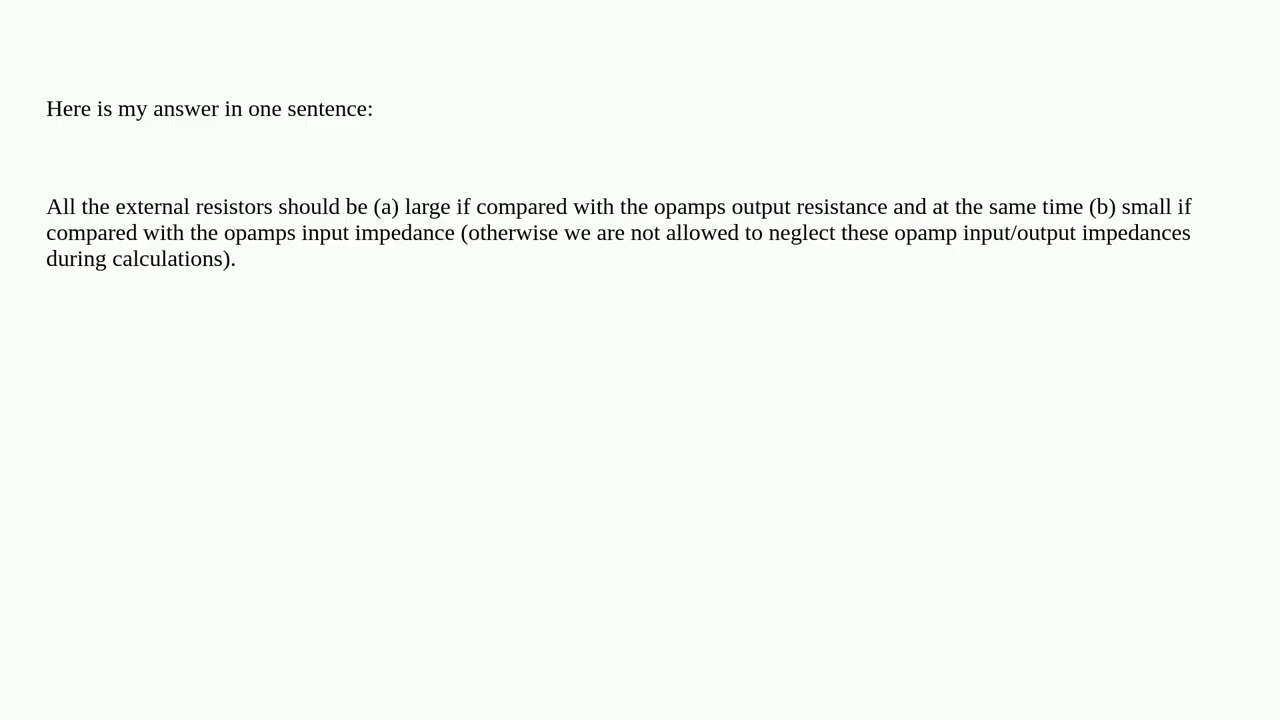 Here is my answer in one sentence:
All the external resistors should be (a) large if compared with the opamps output resistance and at the same time (b) small if
compared with the opamps input impedance (otherwise we are not allowed to neglect these opamp input/output impedances
during calculations).